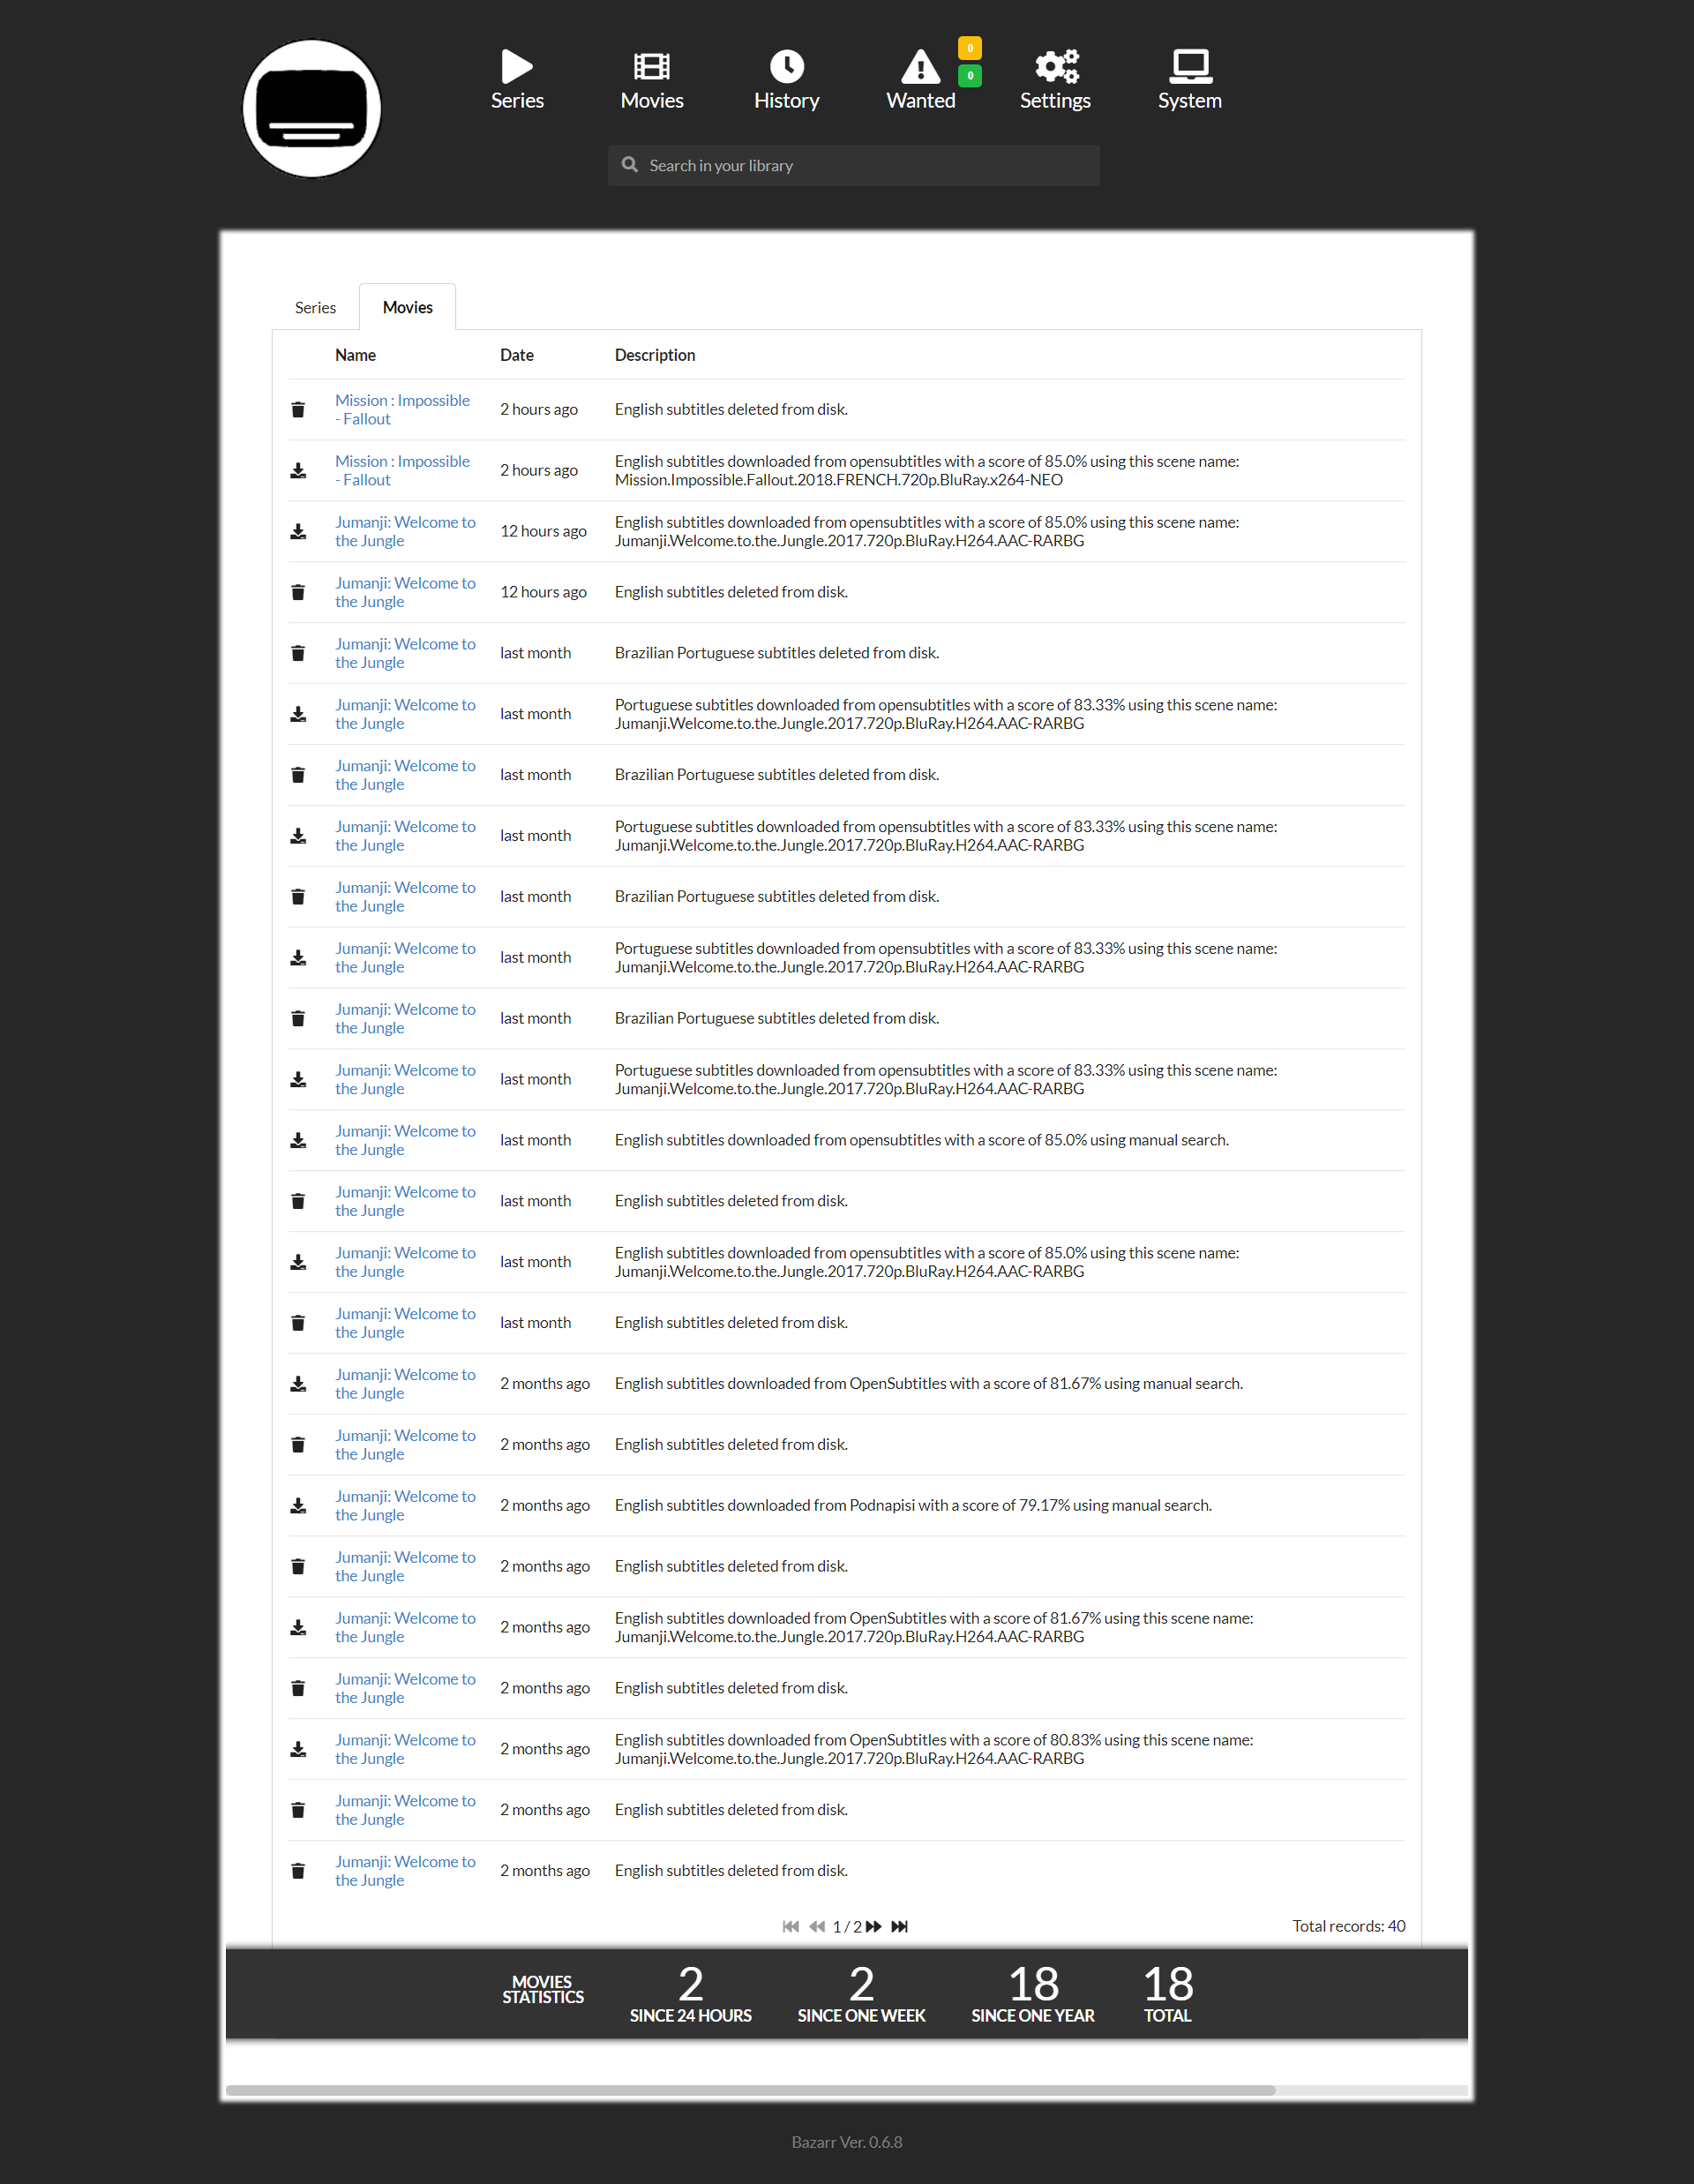 Series
Movies
History
Wanted
0
0
Settings
System
Search in your library
Series
Movies
Name Date Description
Mission : Impossible
- Fallout
2 hours ago
English subtitles deleted from disk.
Mission : Impossible
- Fallout
2 hours ago
English subtitles downloaded from opensubtitles with a score of 85.0% using this scene name:
Mission.Impossible.Fallout.2018.FRENCH.720p.BluRay.x264-NEO
Jumanji: Welcome to
the Jungle
12 hours ago
English subtitles downloaded from opensubtitles with a score of 85.0% using this scene name:
Jumanji.Welcome.to.the.Jungle.2017.720p.BluRay.H264.AAC-RARBG
Jumanji: Welcome to
the Jungle
12 hours ago
English subtitles deleted from disk.
Jumanji: Welcome to
the Jungle
last month
Brazilian Portuguese subtitles deleted from disk.
Jumanji: Welcome to
the Jungle
last month
Portuguese subtitles downloaded from opensubtitles with a score of 83.33% using this scene name:
Jumanji.Welcome.to.the.Jungle.2017.720p.BluRay.H264.AAC-RARBG
Jumanji: Welcome to
the Jungle
last month
Brazilian Portuguese subtitles deleted from disk.
Jumanji: Welcome to
the Jungle
last month
Portuguese subtitles downloaded from opensubtitles with a score of 83.33% using this scene name:
Jumanji.Welcome.to.the.Jungle.2017.720p.BluRay.H264.AAC-RARBG
Jumanji: Welcome to
the Jungle
last month
Brazilian Portuguese subtitles deleted from disk.
Jumanji: Welcome to
the Jungle
last month
Portuguese subtitles downloaded from opensubtitles with a score of 83.33% using this scene name:
Jumanji.Welcome.to.the.Jungle.2017.720p.BluRay.H264.AAC-RARBG
Jumanji: Welcome to
the Jungle
last month
Brazilian Portuguese subtitles deleted from disk.
Jumanji: Welcome to
the Jungle
last month
Portuguese subtitles downloaded from opensubtitles with a score of 83.33% using this scene name:
Jumanji.Welcome.to.the.Jungle.2017.720p.BluRay.H264.AAC-RARBG
Jumanji: Welcome to
the Jungle
last month
English subtitles downloaded from opensubtitles with a score of 85.0% using manual search.
Jumanji: Welcome to
the Jungle
last month
English subtitles deleted from disk.
Jumanji: Welcome to
the Jungle
last month
English subtitles downloaded from opensubtitles with a score of 85.0% using this scene name:
Jumanji.Welcome.to.the.Jungle.2017.720p.BluRay.H264.AAC-RARBG
Jumanji: Welcome to
the Jungle
last month
English subtitles deleted from disk.
Jumanji: Welcome to
the Jungle
2 months ago
English subtitles downloaded from OpenSubtitles with a score of 81.67% using manual search.
Jumanji: Welcome to
the Jungle
2 months ago
English subtitles deleted from disk.
Jumanji: Welcome to
the Jungle
2 months ago
English subtitles downloaded from Podnapisi with a score of 79.17% using manual search.
Jumanji: Welcome to
the Jungle
2 months ago
English subtitles deleted from disk.
Jumanji: Welcome to
the Jungle
2 months ago
English subtitles downloaded from OpenSubtitles with a score of 81.67% using this scene name:
Jumanji.Welcome.to.the.Jungle.2017.720p.BluRay.H264.AAC-RARBG
Jumanji: Welcome to
the Jungle
2 months ago
English subtitles deleted from disk.
Jumanji: Welcome to
the Jungle
2 months ago
English subtitles downloaded from OpenSubtitles with a score of 80.83% using this scene name:
Jumanji.Welcome.to.the.Jungle.2017.720p.BluRay.H264.AAC-RARBG
Jumanji: Welcome to
the Jungle
2 months ago
English subtitles deleted from disk.
Jumanji: Welcome to
the Jungle
2 months ago
English subtitles deleted from disk.
1 / 2
Total records: 40
MOVIES
STATISTICS
2
SINCE 24 HOURS
2
SINCE ONE WEEK
18
SINCE ONE YEAR
18
TOTAL
Bazarr Ver. 0.6.8